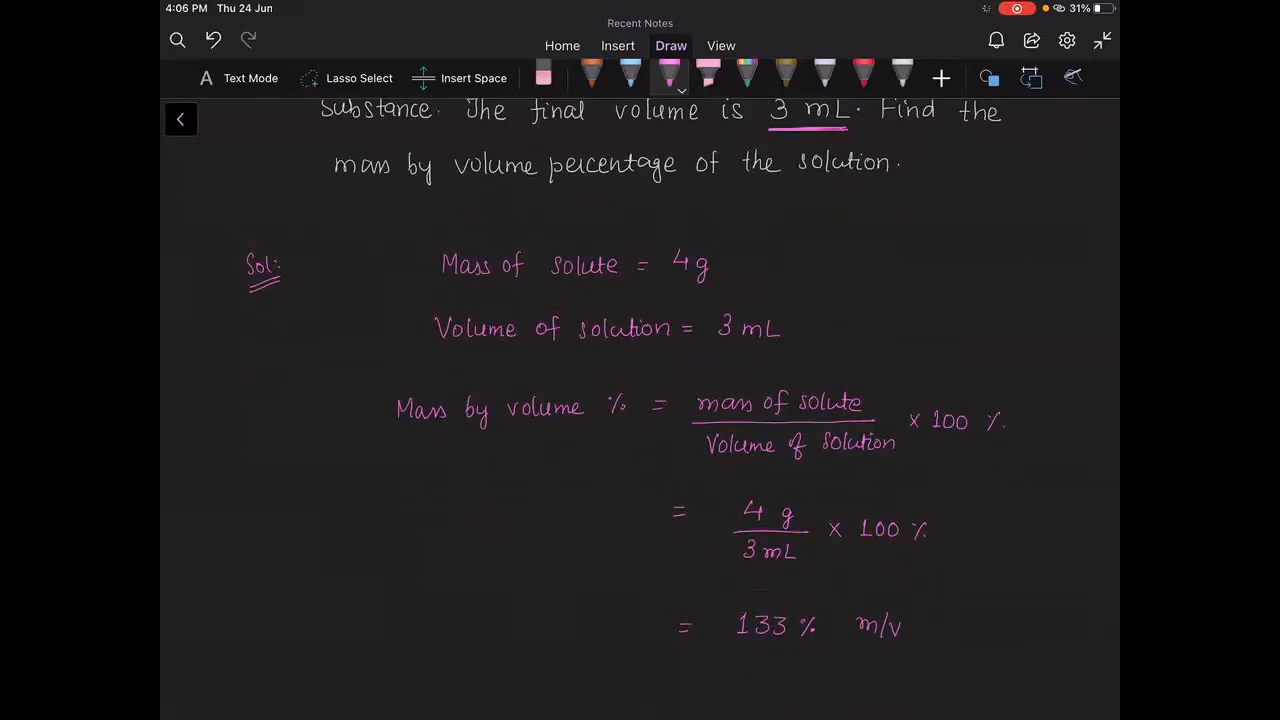 4:06 PM Thu 24 Jun
31%
Recent Notes
Home Insert Draw View
A Text Mode Lasso Select Insert Space
Substance. The final volume is 3 mL. Find the
mass by volume percentage of the solution.
Sol:
Mass of solute = 4g
Volume of solution = 3 mL
Mass by volume % = mass of solute / Volume of solution × 100 %
= 4 g / 3 mL × 100 %
= 133 % m/v